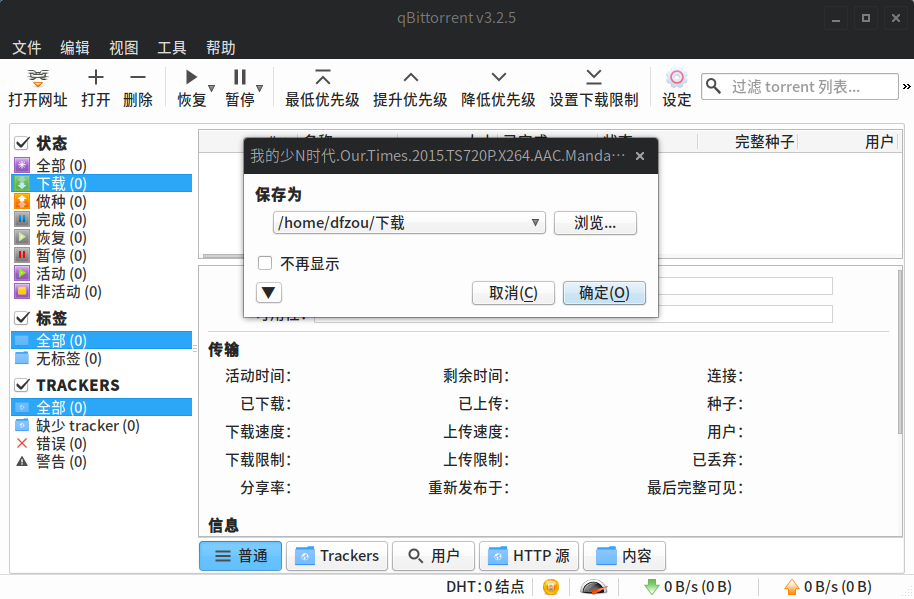 qBittorrent v3.2.5
文件 编辑 视图 工具 帮助
打开网址 打开 删除 恢复 暂停 最低优先级 提升优先级 降低优先级 设置下载限制 设定 过滤 torrent 列表... »
状态
全部 (0)
下载 (0)
做种 (0)
完成 (0)
恢复 (0)
暂停 (0)
活动 (0)
非活动 (0)
标签
全部 (0)
无标签 (0)
TRACKERS
全部 (0)
缺少 tracker (0)
错误 (0)
警告 (0)
完整种子 用户
我的少N时代.Our.Times.2015.TS720P.X264.AAC.Manda⋯
保存为
/home/dfzou/下载 浏览...
不再显示
取消(C) 确定(O)
传输
活动时间: 剩余时间: 连接:
已下载: 已上传: 种子:
下载速度: 上传速度: 用户:
下载限制: 上传限制: 已丢弃:
分享率: 重新发布于: 最后完整可见:
信息
普通 Trackers 用户 HTTP 源 内容
DHT: 0 结点 0 B/s (0 B) 0 B/s (0 B)